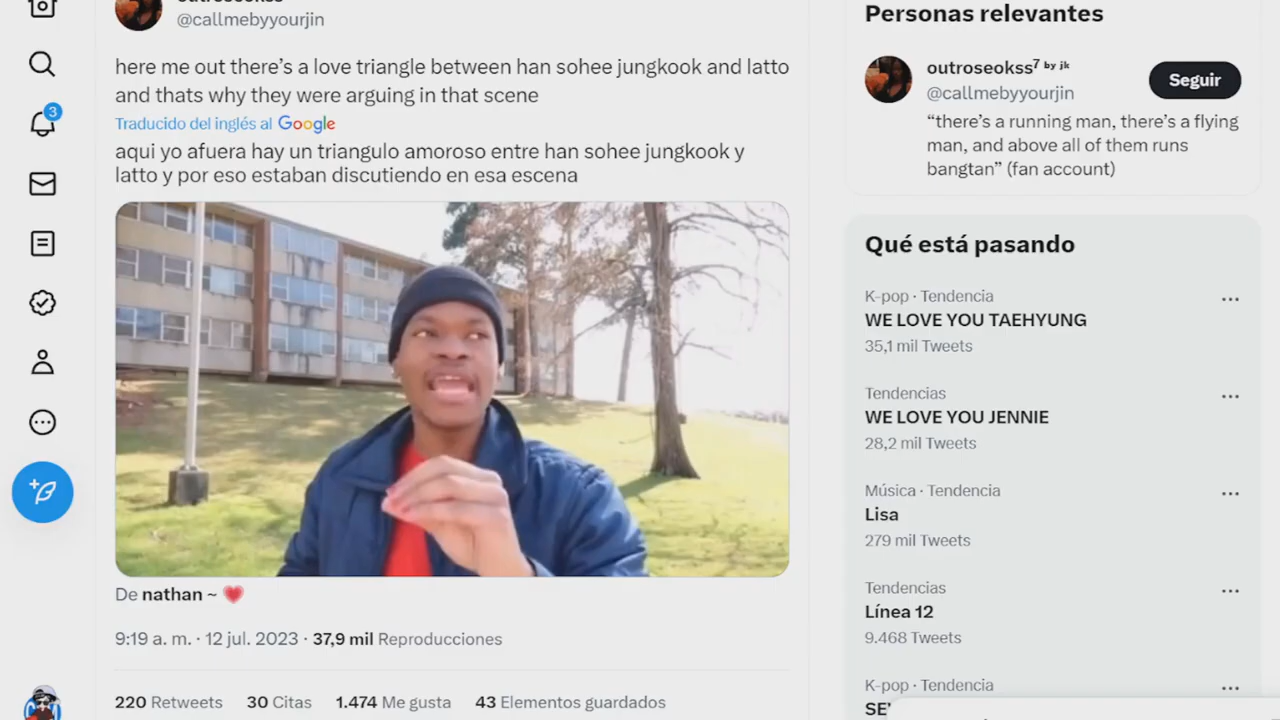 @callmebyyourjin
here me out there's a love triangle between han sohee jungkook and latto
and thats why they were arguing in that scene
Traducido del inglés al Google
aqui yo afuera hay un triangulo amoroso entre han sohee jungkook y
latto y por eso estaban discutiendo en esa escena
De nathan ~ ❤️
9:19 a. m. · 12 jul. 2023 · 37,9 mil Reproducciones
220 Retweets 30 Citas 1.474 Me gusta 43 Elementos guardados
3
Personas relevantes
outroseokss⁷ ᵇʸ ʲᵏ
Seguir
@callmebyyourjin
“there's a running man, there's a flying
man, and above all of them runs
bangtan” (fan account)
Qué está pasando
K-pop · Tendencia
WE LOVE YOU TAEHYUNG
35,1 mil Tweets
Tendencias
WE LOVE YOU JENNIE
28,2 mil Tweets
Música · Tendencia
Lisa
279 mil Tweets
Tendencias
Línea 12
9.468 Tweets
K-pop · Tendencia